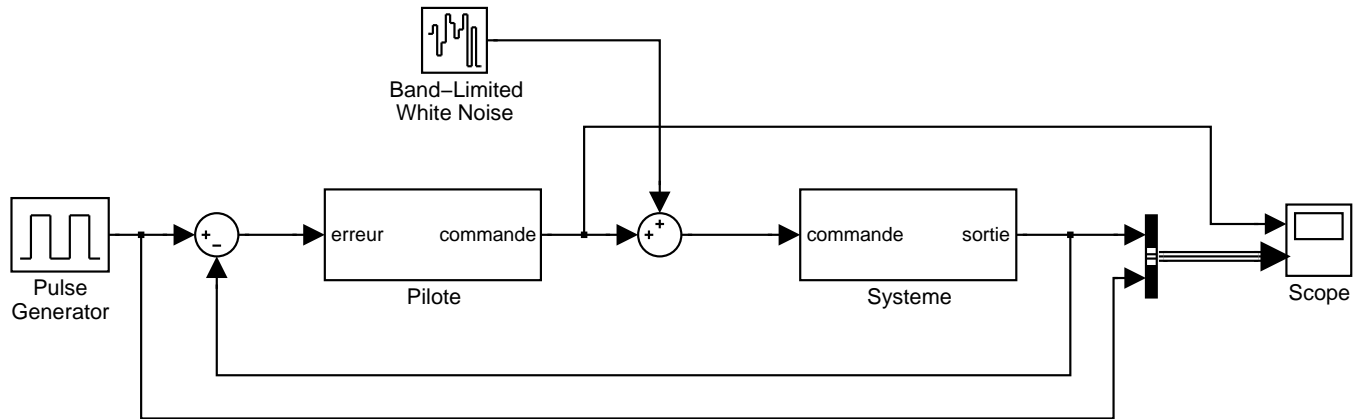 Band−Limited
White Noise
erreur
commande
commande
sortie
Pulse
Generator
Pilote
Systeme
Scope